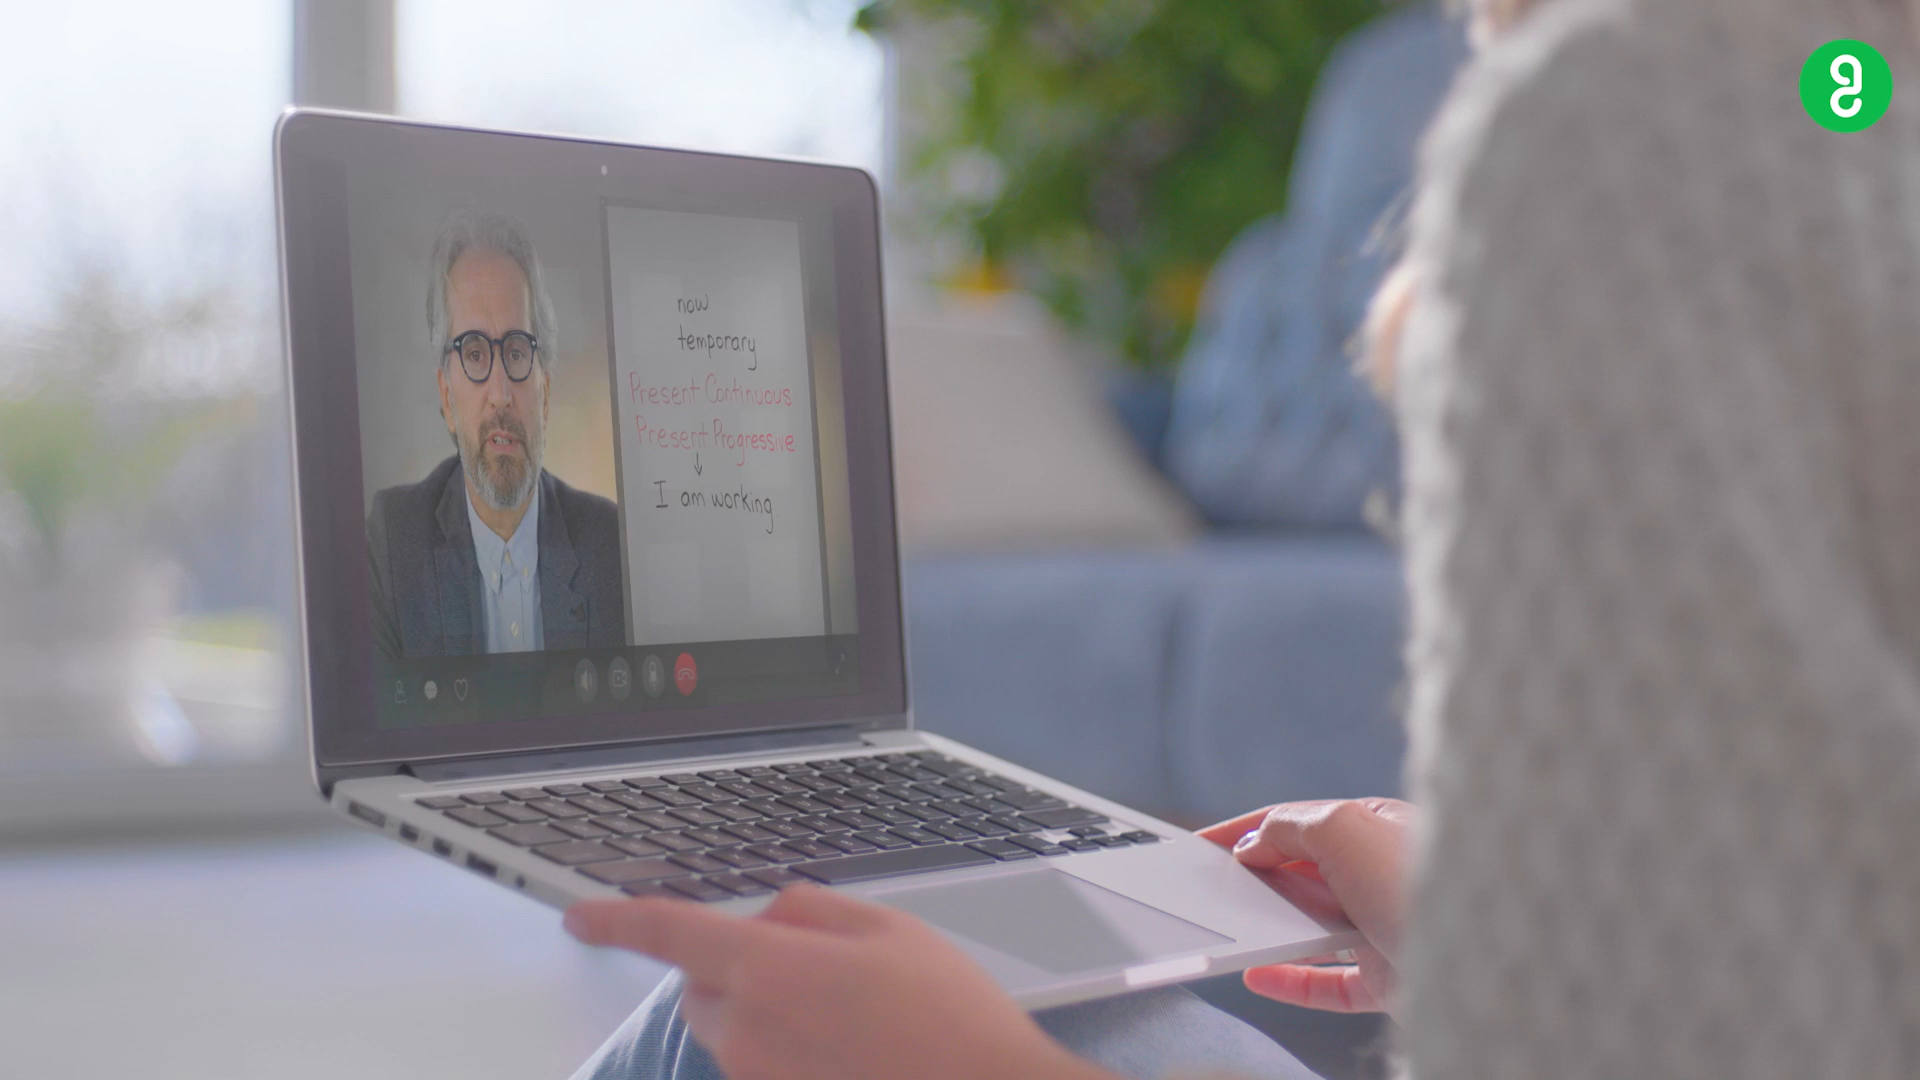 now
temporary
Present Continuous
Present Progressive
I am working